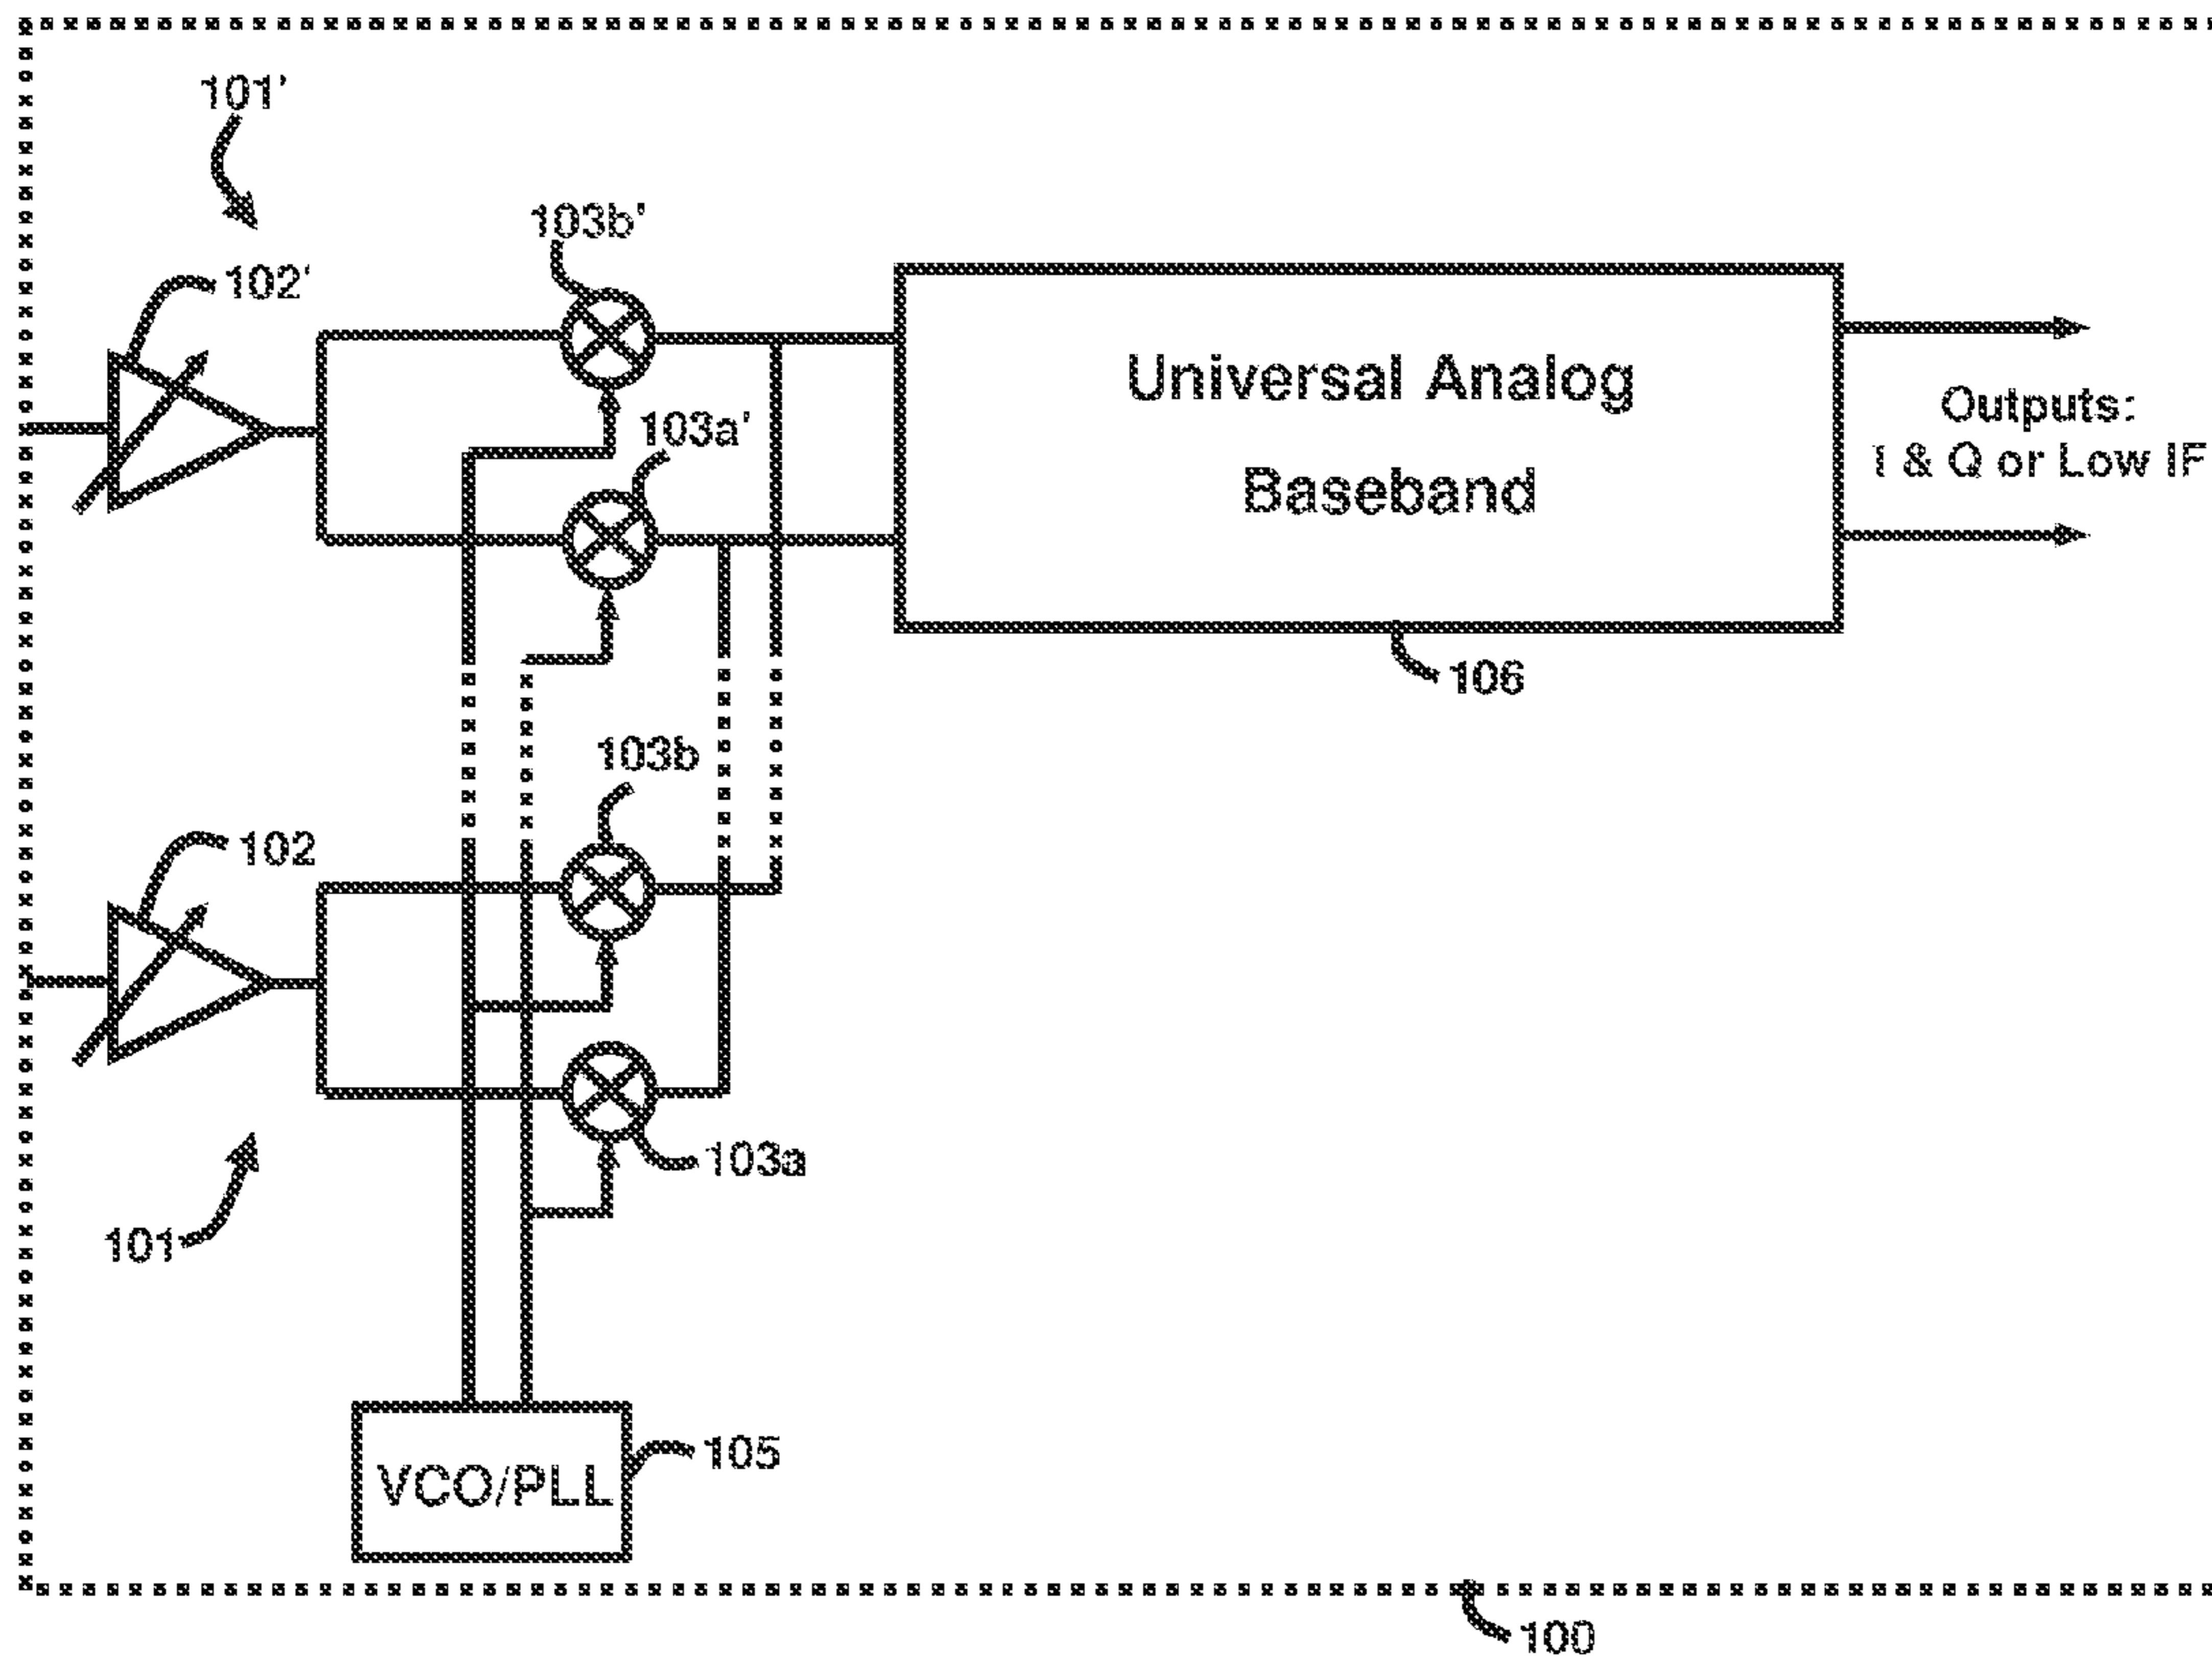 101'
103b'
102'
103a'
Universal Analog
Baseband
Outputs:
I & Q or Low IF
106
103b
102
103a
101
105
VCO/PLL
100